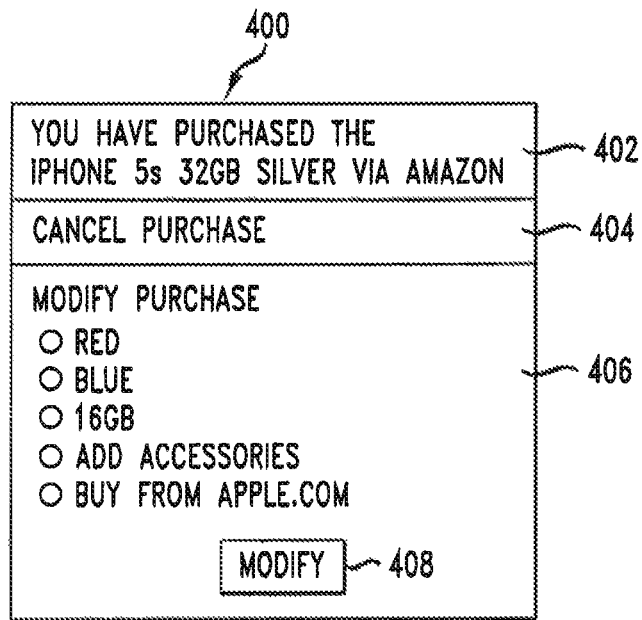 400
YOU HAVE PURCHASED THE
IPHONE 5s 32GB SILVER VIA AMAZON
402
CANCEL PURCHASE
404
MODIFY PURCHASE
RED
BLUE
406
16GB
ADD ACCESSORIES
BUY FROM APPLE.COM
MODIFY
408